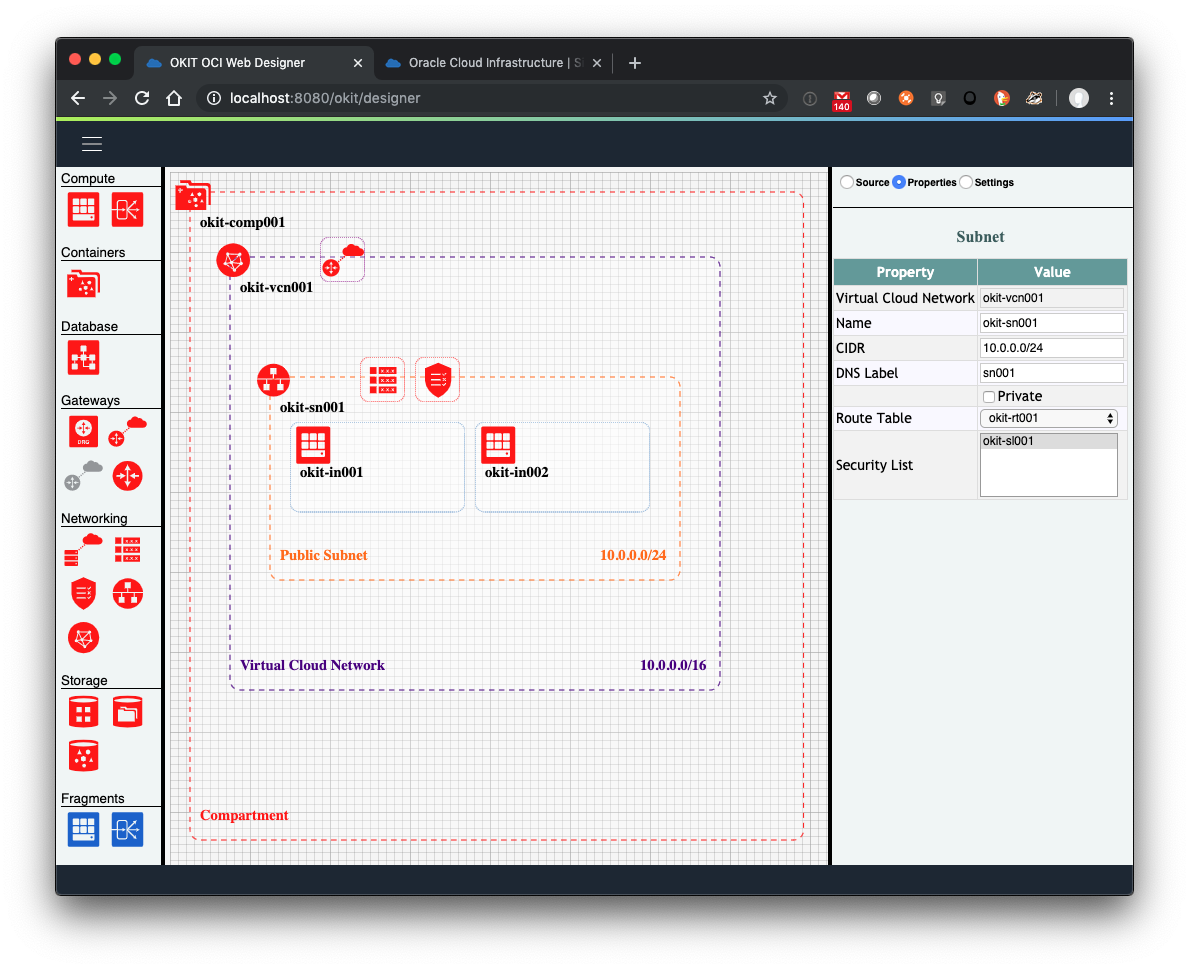 OKIT OCI Web Designer
Oracle Cloud Infrastructure | Si
localhost:8080/okit/designer
140
Compute
Containers
Database
Gateways
DRG
Networking
Storage
Fragments
okit-comp001
okit-vcn001
okit-sn001
okit-in001
okit-in002
Public Subnet 10.0.0.0/24
Virtual Cloud Network 10.0.0.0/16
Compartment
Source Properties Settings
Subnet
Property Value
Virtual Cloud Network okit-vcn001
Name okit-sn001
CIDR 10.0.0.0/24
DNS Label sn001
Private
Route Table okit-rt001
Security List okit-sl001